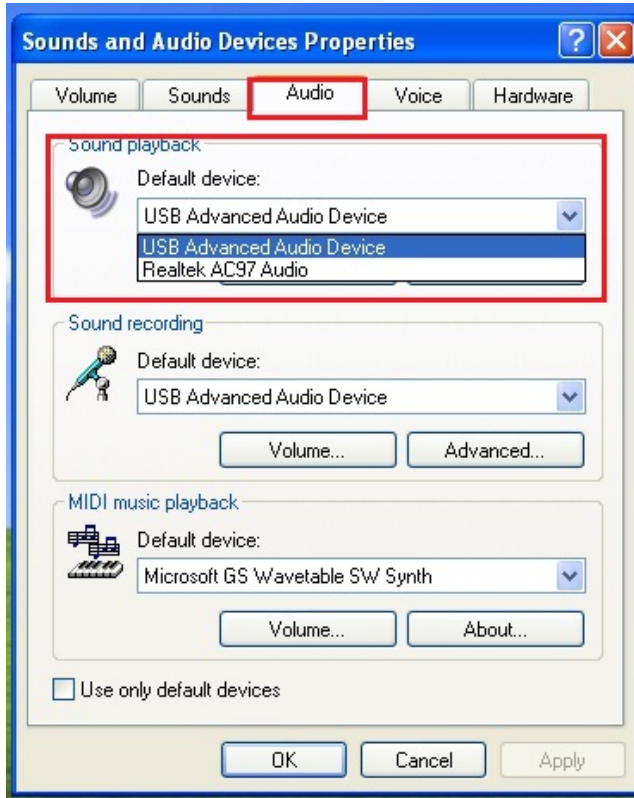 Sounds and Audio Devices Properties
Volume Sounds Audio Voice Hardware
Sound playback
Default device:
USB Advanced Audio Device
USB Advanced Audio Device
Realtek AC97 Audio
Sound recording
Default device:
USB Advanced Audio Device
Volume... Advanced...
MIDI music playback
Default device:
Microsoft GS Wavetable SW Synth
Volume... About...
Use only default devices
OK Cancel Apply